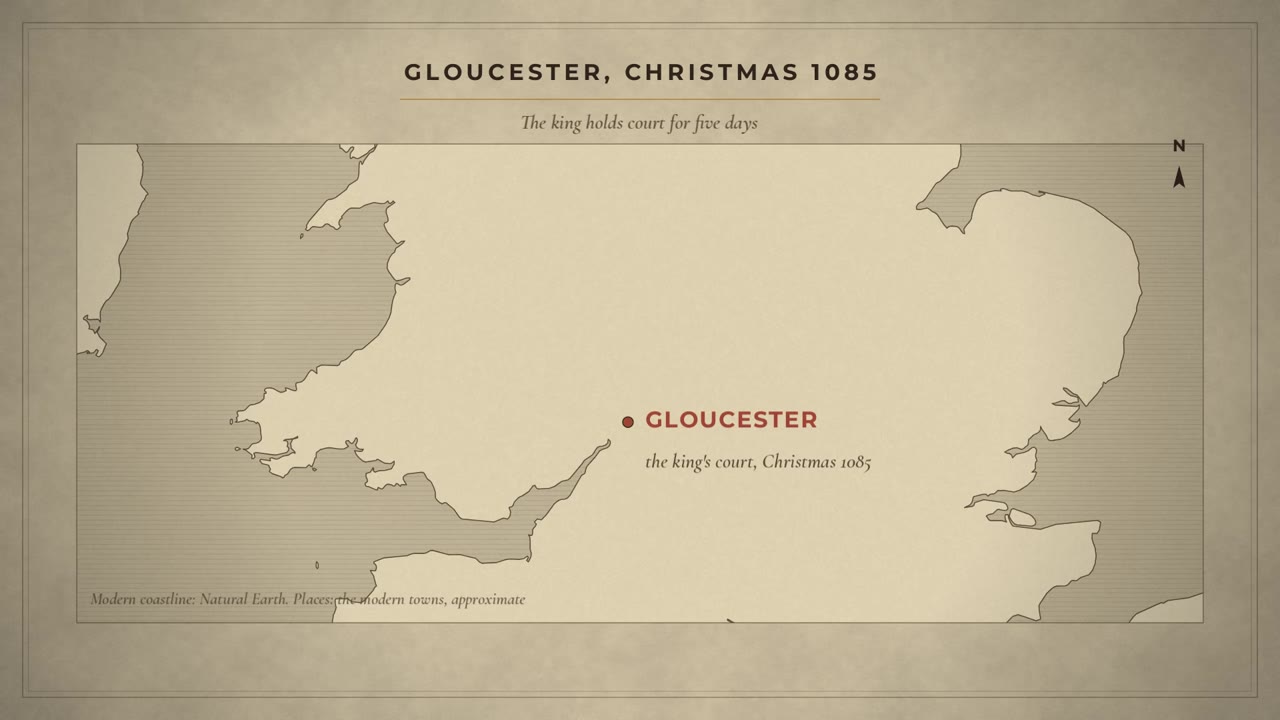 GLOUCESTER, CHRISTMAS 1085
The king holds court for five days
N
GLOUCESTER
the king's court, Christmas 1085
Modern coastline: Natural Earth. Places: the modern towns, approximate